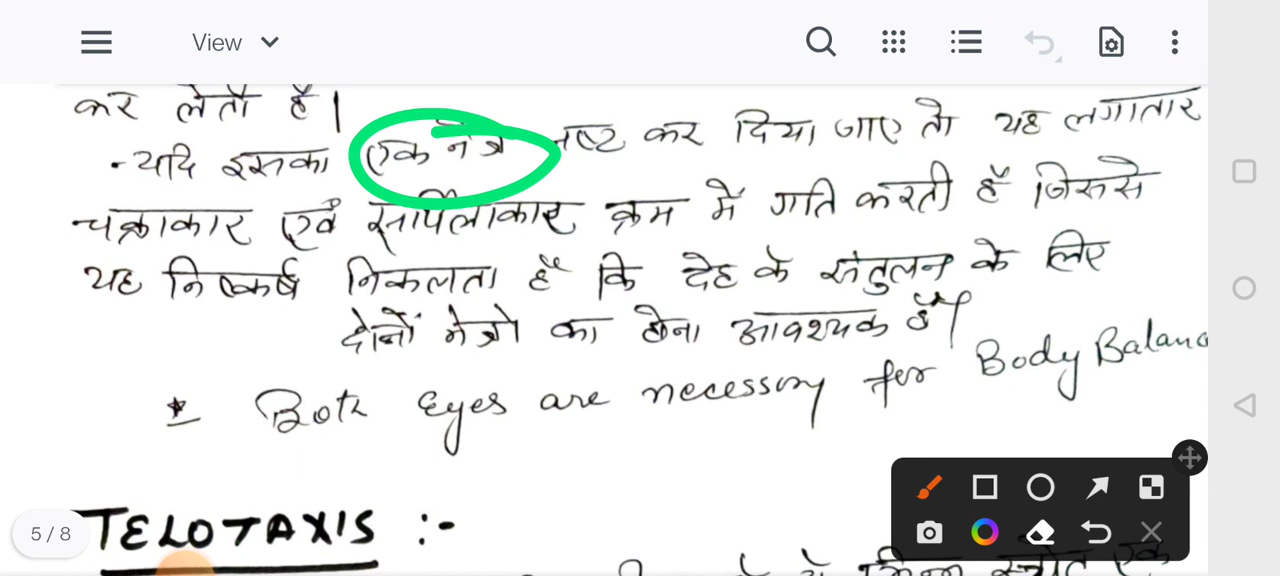 View
कर लेता है।
- यदि इसका एक नेत्र नष्ट कर दिया जाए तो यह लगातार
चक्राकार एवं सर्पिलाकार क्रम में गति करती हैं जिससे
यह निष्कर्ष निकलता हैं कि देह के संतुलन के लिए
दोनों नेत्रो का होना आवश्यक हैं।
* Both Eyes are necessory for Body Balanc
5 / 8
TELOTAXIS :-